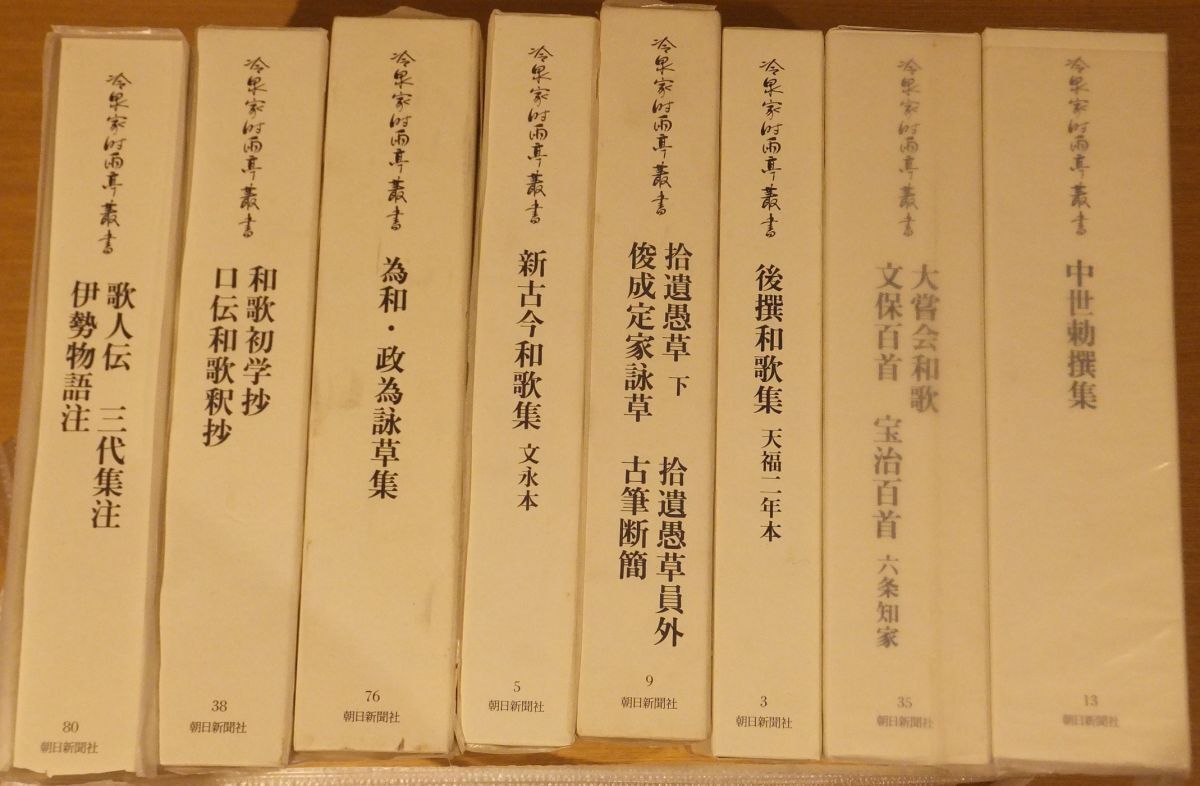 冷泉家時雨亭叢書
歌人伝 三代集注
伊勢物語注
80
朝日新聞社
冷泉家時雨亭叢書
和歌初学抄
口伝和歌釈抄
38
朝日新聞社
冷泉家時雨亭叢書
為和・政為詠草集
76
朝日新聞社
冷泉家時雨亭叢書
新古今和歌集 文永本
5
朝日新聞社
冷泉家時雨亭叢書
拾遺愚草 下 拾遺愚草員外
俊成定家詠草 古筆断簡
9
朝日新聞社
冷泉家時雨亭叢書
後撰和歌集 天福二年本
3
朝日新聞社
冷泉家時雨亭叢書
大嘗会和歌
文保百首 宝治百首 六条知家
35
朝日新聞社
冷泉家時雨亭叢書
中世勅撰集
13
朝日新聞社